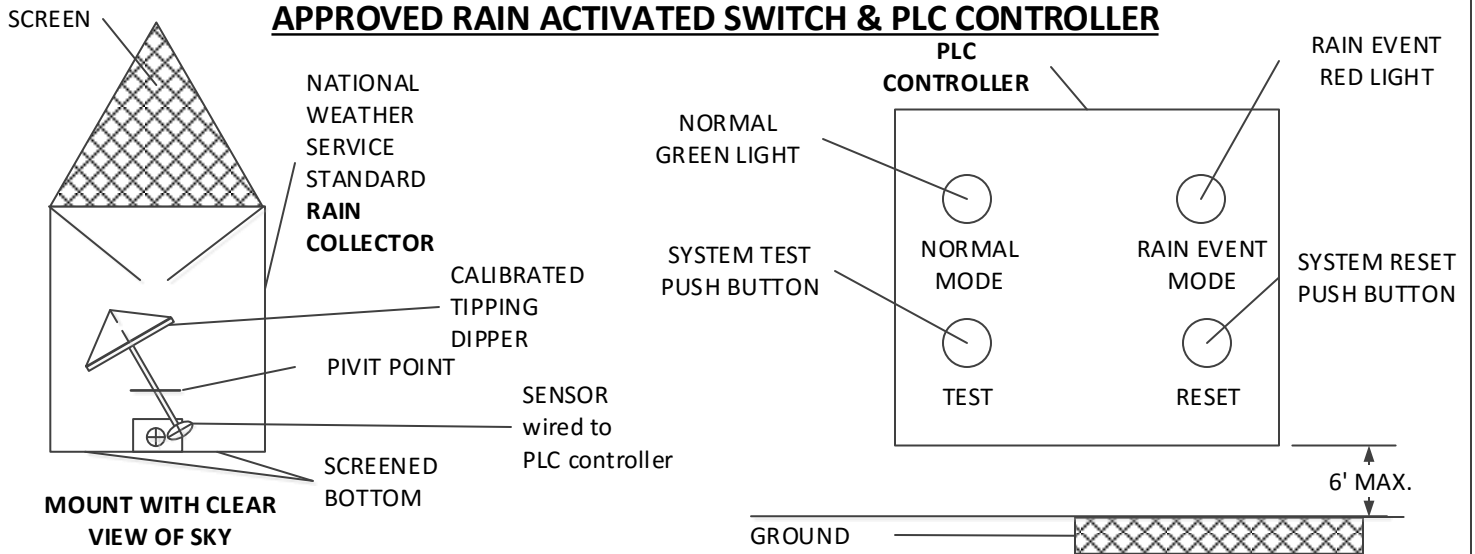 APPROVED RAIN ACTIVATED SWITCH & PLC CONTROLLER
SCREEN
NATIONAL
WEATHER
SERVICE
STANDARD
RAIN
COLLECTOR
CALIBRATED
TIPPING
DIPPER
PIVIT POINT
SENSOR
wired to
PLC controller
SCREENED
BOTTOM
MOUNT WITH CLEAR
VIEW OF SKY
PLC
CONTROLLER
RAIN EVENT
RED LIGHT
NORMAL
GREEN LIGHT
NORMAL
MODE
RAIN EVENT
MODE
SYSTEM TEST
PUSH BUTTON
SYSTEM RESET
PUSH BUTTON
TEST
RESET
6' MAX.
GROUND